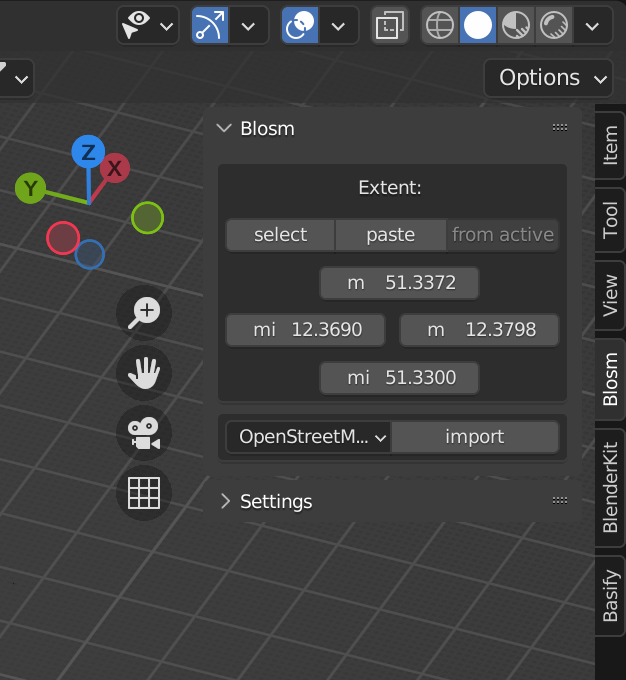 Options
Blosm
Z
X
Y
Extent:
select paste from active
m 51.3372
mi 12.3690 m 12.3798
mi 51.3300
OpenStreetM... import
Settings
Item
Tool
View
Blosm
BlenderKit
Basify